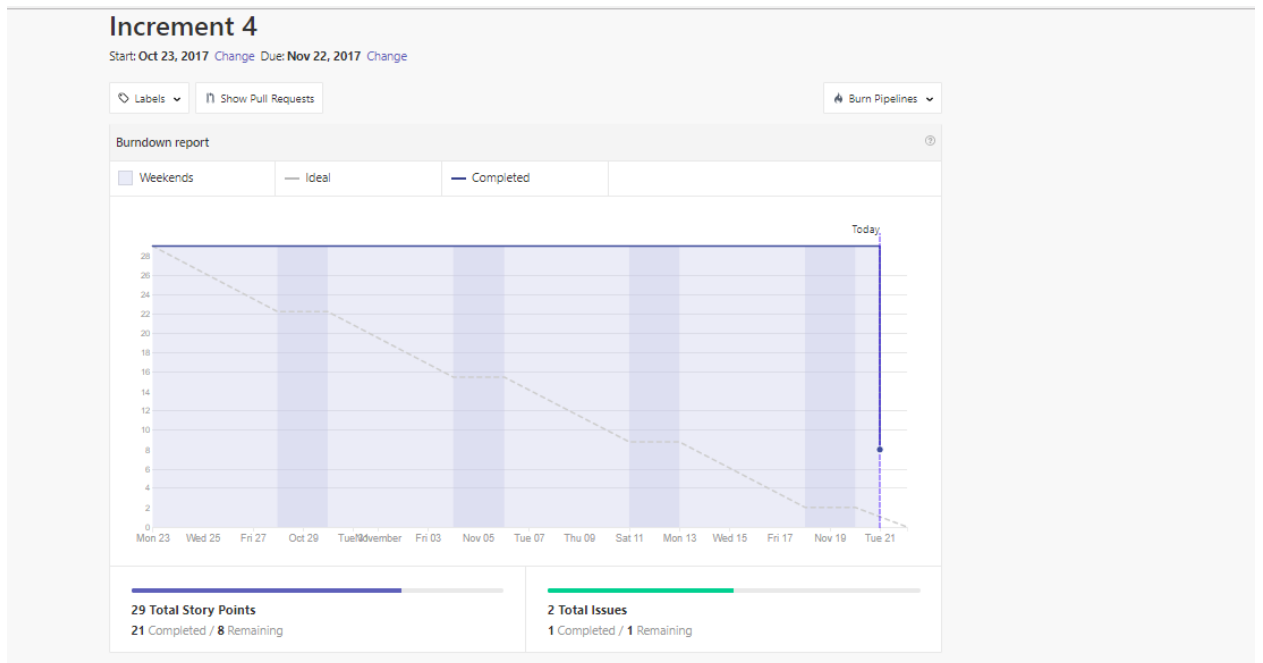 Increment 4
Start: Oct 23, 2017 Change Due: Nov 22, 2017 Change
Labels Show Pull Requests Burn Pipelines
Burndown report
Weekends Ideal Completed
Today
28
26
24
22
20
18
16
14
12
10
8
6
4
2
0
Mon 23 Wed 25 Fri 27 Oct 29 Tue November Fri 03 Nov 05 Tue 07 Thu 09 Sat 11 Mon 13 Wed 15 Fri 17 Nov 19 Tue 21
29 Total Story Points 2 Total Issues
21 Completed / 8 Remaining 1 Completed / 1 Remaining